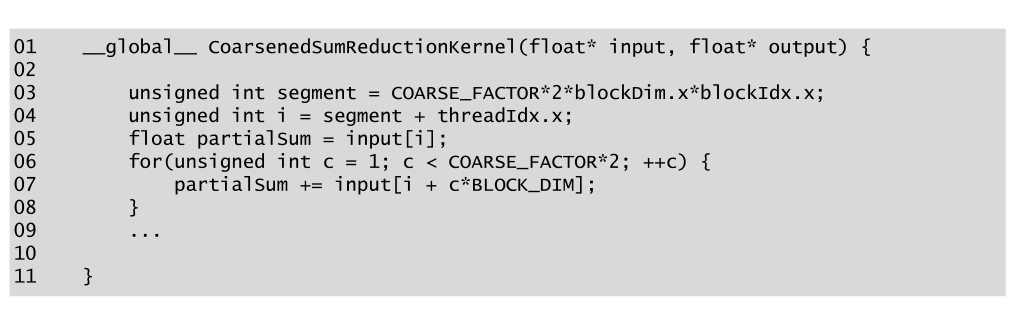 01 __global__ CoarsenedSumReductionKernel(float* input, float* output) {
02
03 unsigned int segment = COARSE_FACTOR*2*blockDim.x*blockIdx.x;
04 unsigned int i = segment + threadIdx.x;
05 float partialSum = input[i];
06 for(unsigned int c = 1; c < COARSE_FACTOR*2; ++c) {
07 partialSum += input[i + c*BLOCK_DIM];
08 }
09 ...
10
11 }